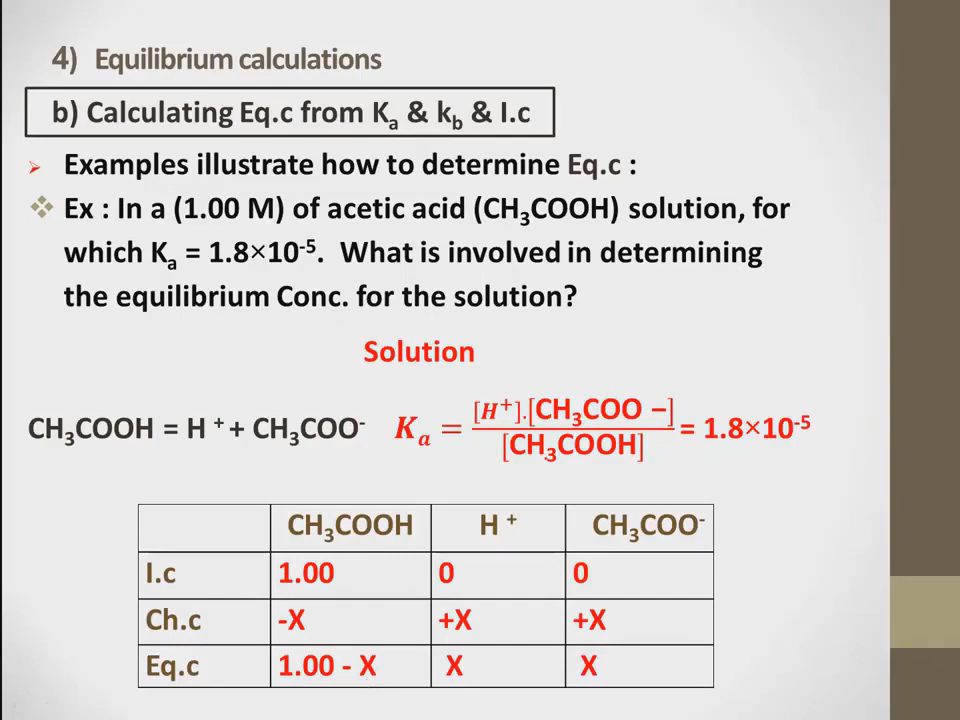 4) Equilibrium calculations
b) Calculating Eq.c from Kₐ & k_b & I.c
➢ Examples illustrate how to determine Eq.c :
❖ Ex : In a (1.00 M) of acetic acid (CH₃COOH) solution, for
which Kₐ = 1.8×10⁻⁵. What is involved in determining
the equilibrium Conc. for the solution?
Solution
CH₃COOH = H ⁺ + CH₃COO⁻ Kₐ = [H⁺].[CH₃COO −] / [CH₃COOH] = 1.8×10⁻⁵
CH₃COOH H ⁺ CH₃COO⁻
I.c 1.00 0 0
Ch.c -X +X +X
Eq.c 1.00 - X X X